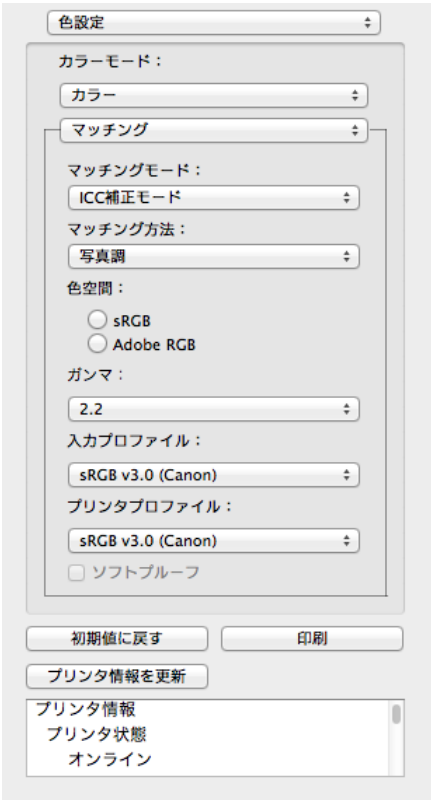 色設定
カラーモード：
カラー
マッチング
マッチングモード：
ICC補正モード
マッチング方法：
写真調
色空間：
sRGB
Adobe RGB
ガンマ：
2.2
入力プロファイル：
sRGB v3.0 (Canon)
プリンタプロファイル：
sRGB v3.0 (Canon)
ソフトプルーフ
初期値に戻す 印刷
プリンタ情報を更新
プリンタ情報
プリンタ状態
オンライン